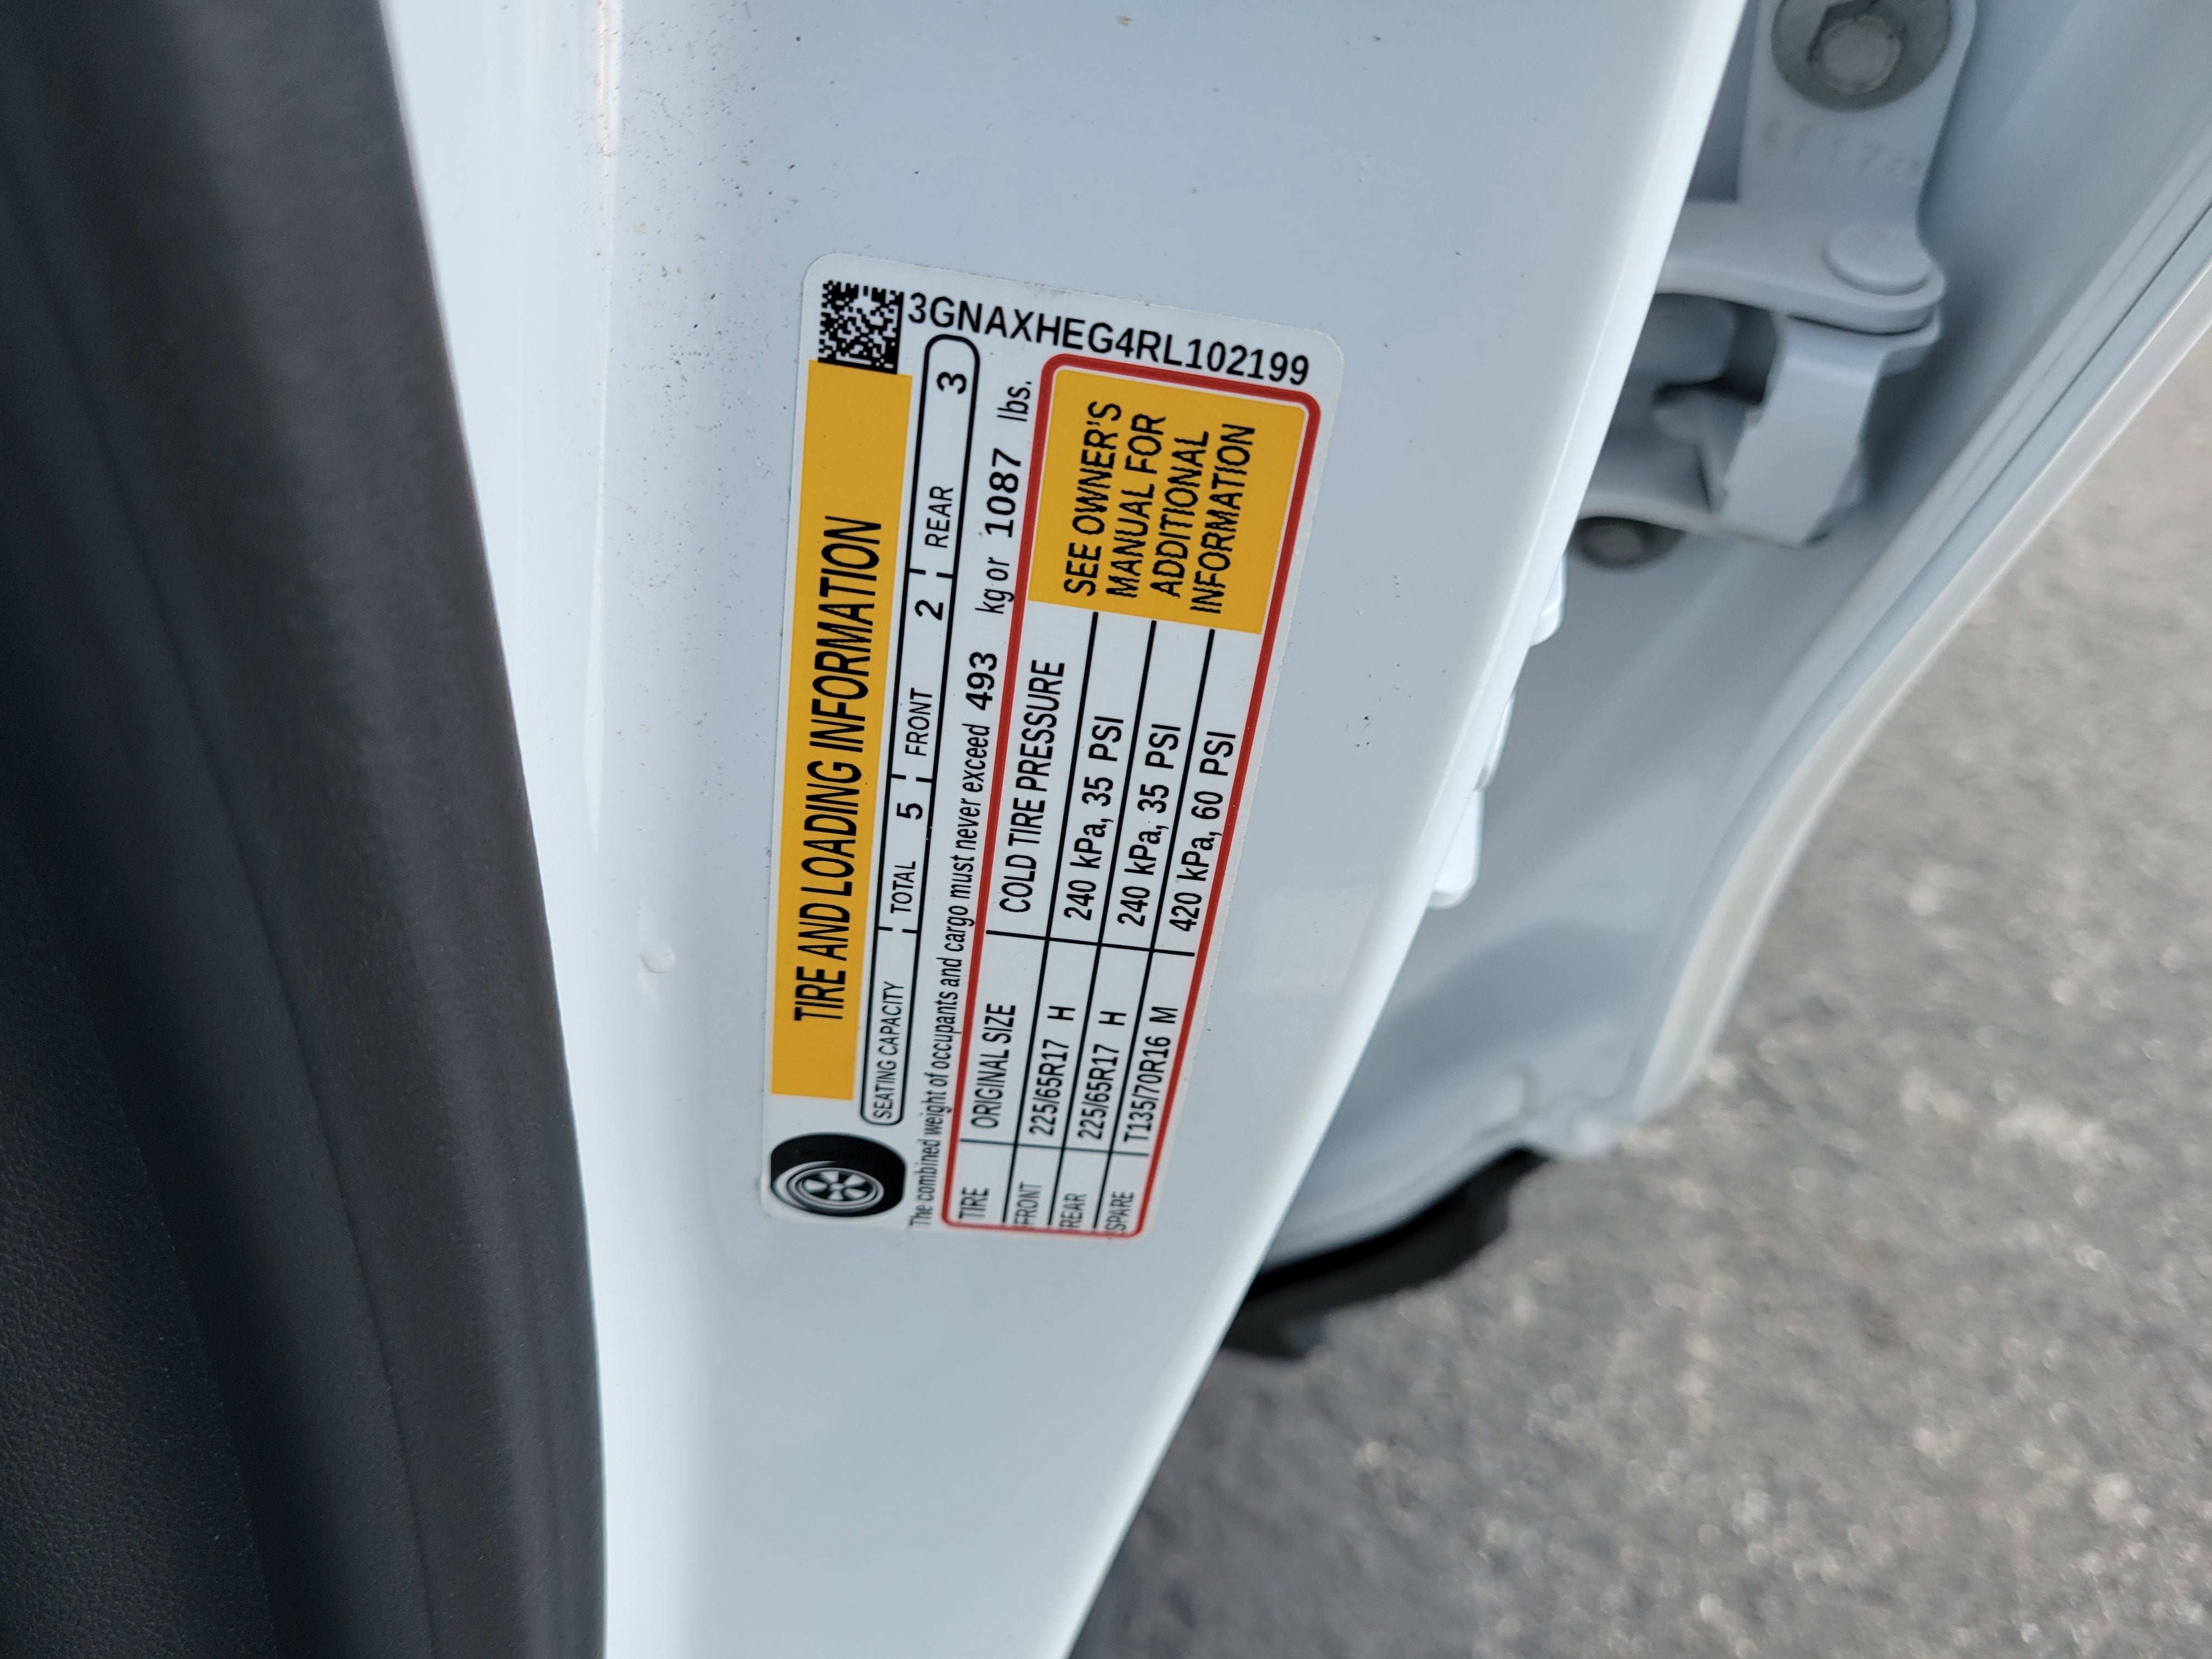 3GNAXHEG4RL102199
TIRE AND LOADING INFORMATION
SEATING CAPACITY TOTAL 5 FRONT 2 REAR 3
The combined weight of occupants and cargo must never exceed 493 kg or 1087 lbs.
TIRE ORIGINAL SIZE COLD TIRE PRESSURE
FRONT 225/65R17 H 240 kPa, 35 PSI
REAR 225/65R17 H 240 kPa, 35 PSI
SPARE T135/70R16 M 420 kPa, 60 PSI
SEE OWNER'S
MANUAL FOR
ADDITIONAL
INFORMATION